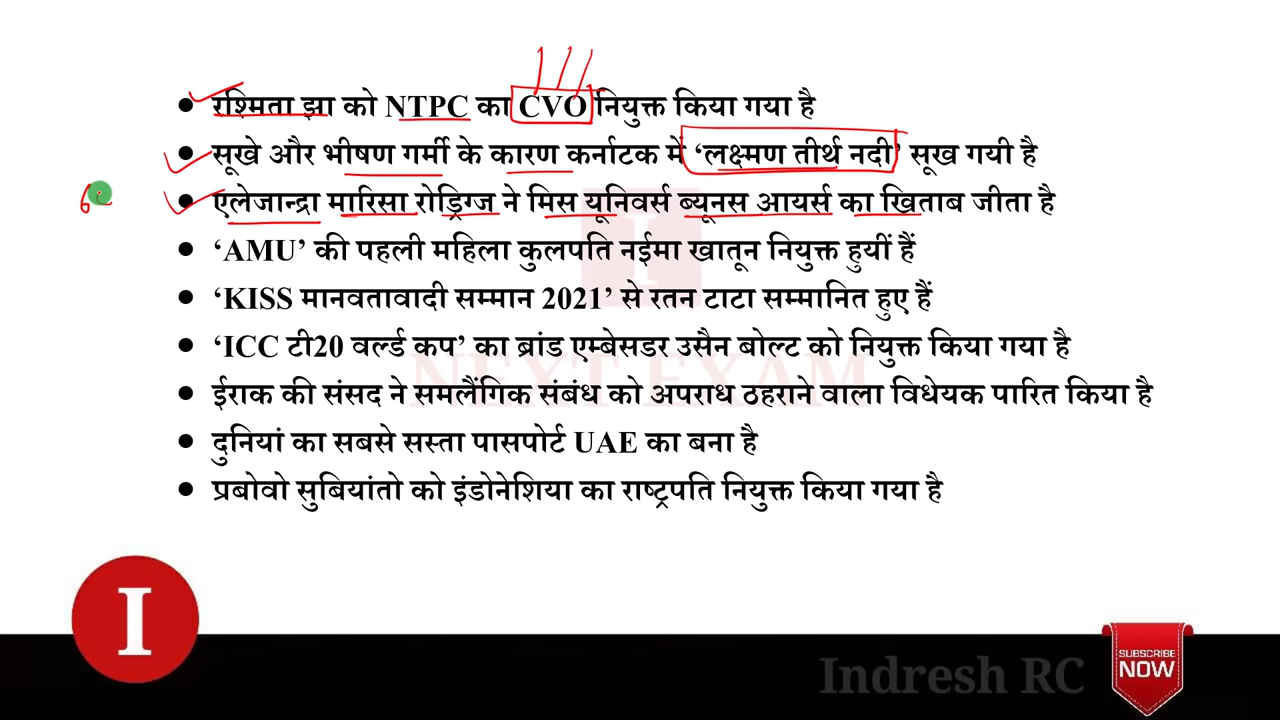 • रश्मिता झा को NTPC का CVO नियुक्त किया गया है
• सूखे और भीषण गर्मी के कारण कर्नाटक में ‘लक्ष्मण तीर्थ नदी’ सूख गयी है
• एलेजान्द्रा मारिसा रोड्रिग्ज ने मिस यूनिवर्स ब्यूनस आयर्स का खिताब जीता है
• ‘AMU’ की पहली महिला कुलपति नईमा खातून नियुक्त हुयीं हैं
• ‘KISS मानवतावादी सम्मान 2021’ से रतन टाटा सम्मानित हुए हैं
• ‘ICC टी20 वर्ल्ड कप’ का ब्रांड एम्बेसडर उसैन बोल्ट को नियुक्त किया गया है
NEXT EXAM
• ईराक की संसद ने समलैंगिक संबंध को अपराध ठहराने वाला विधेयक पारित किया है
• दुनियां का सबसे सस्ता पासपोर्ट UAE का बना है
• प्रबोवो सुबियांतो को इंडोनेशिया का राष्ट्रपति नियुक्त किया गया है
I
SUBSCRIBE
NOW
Indresh RC